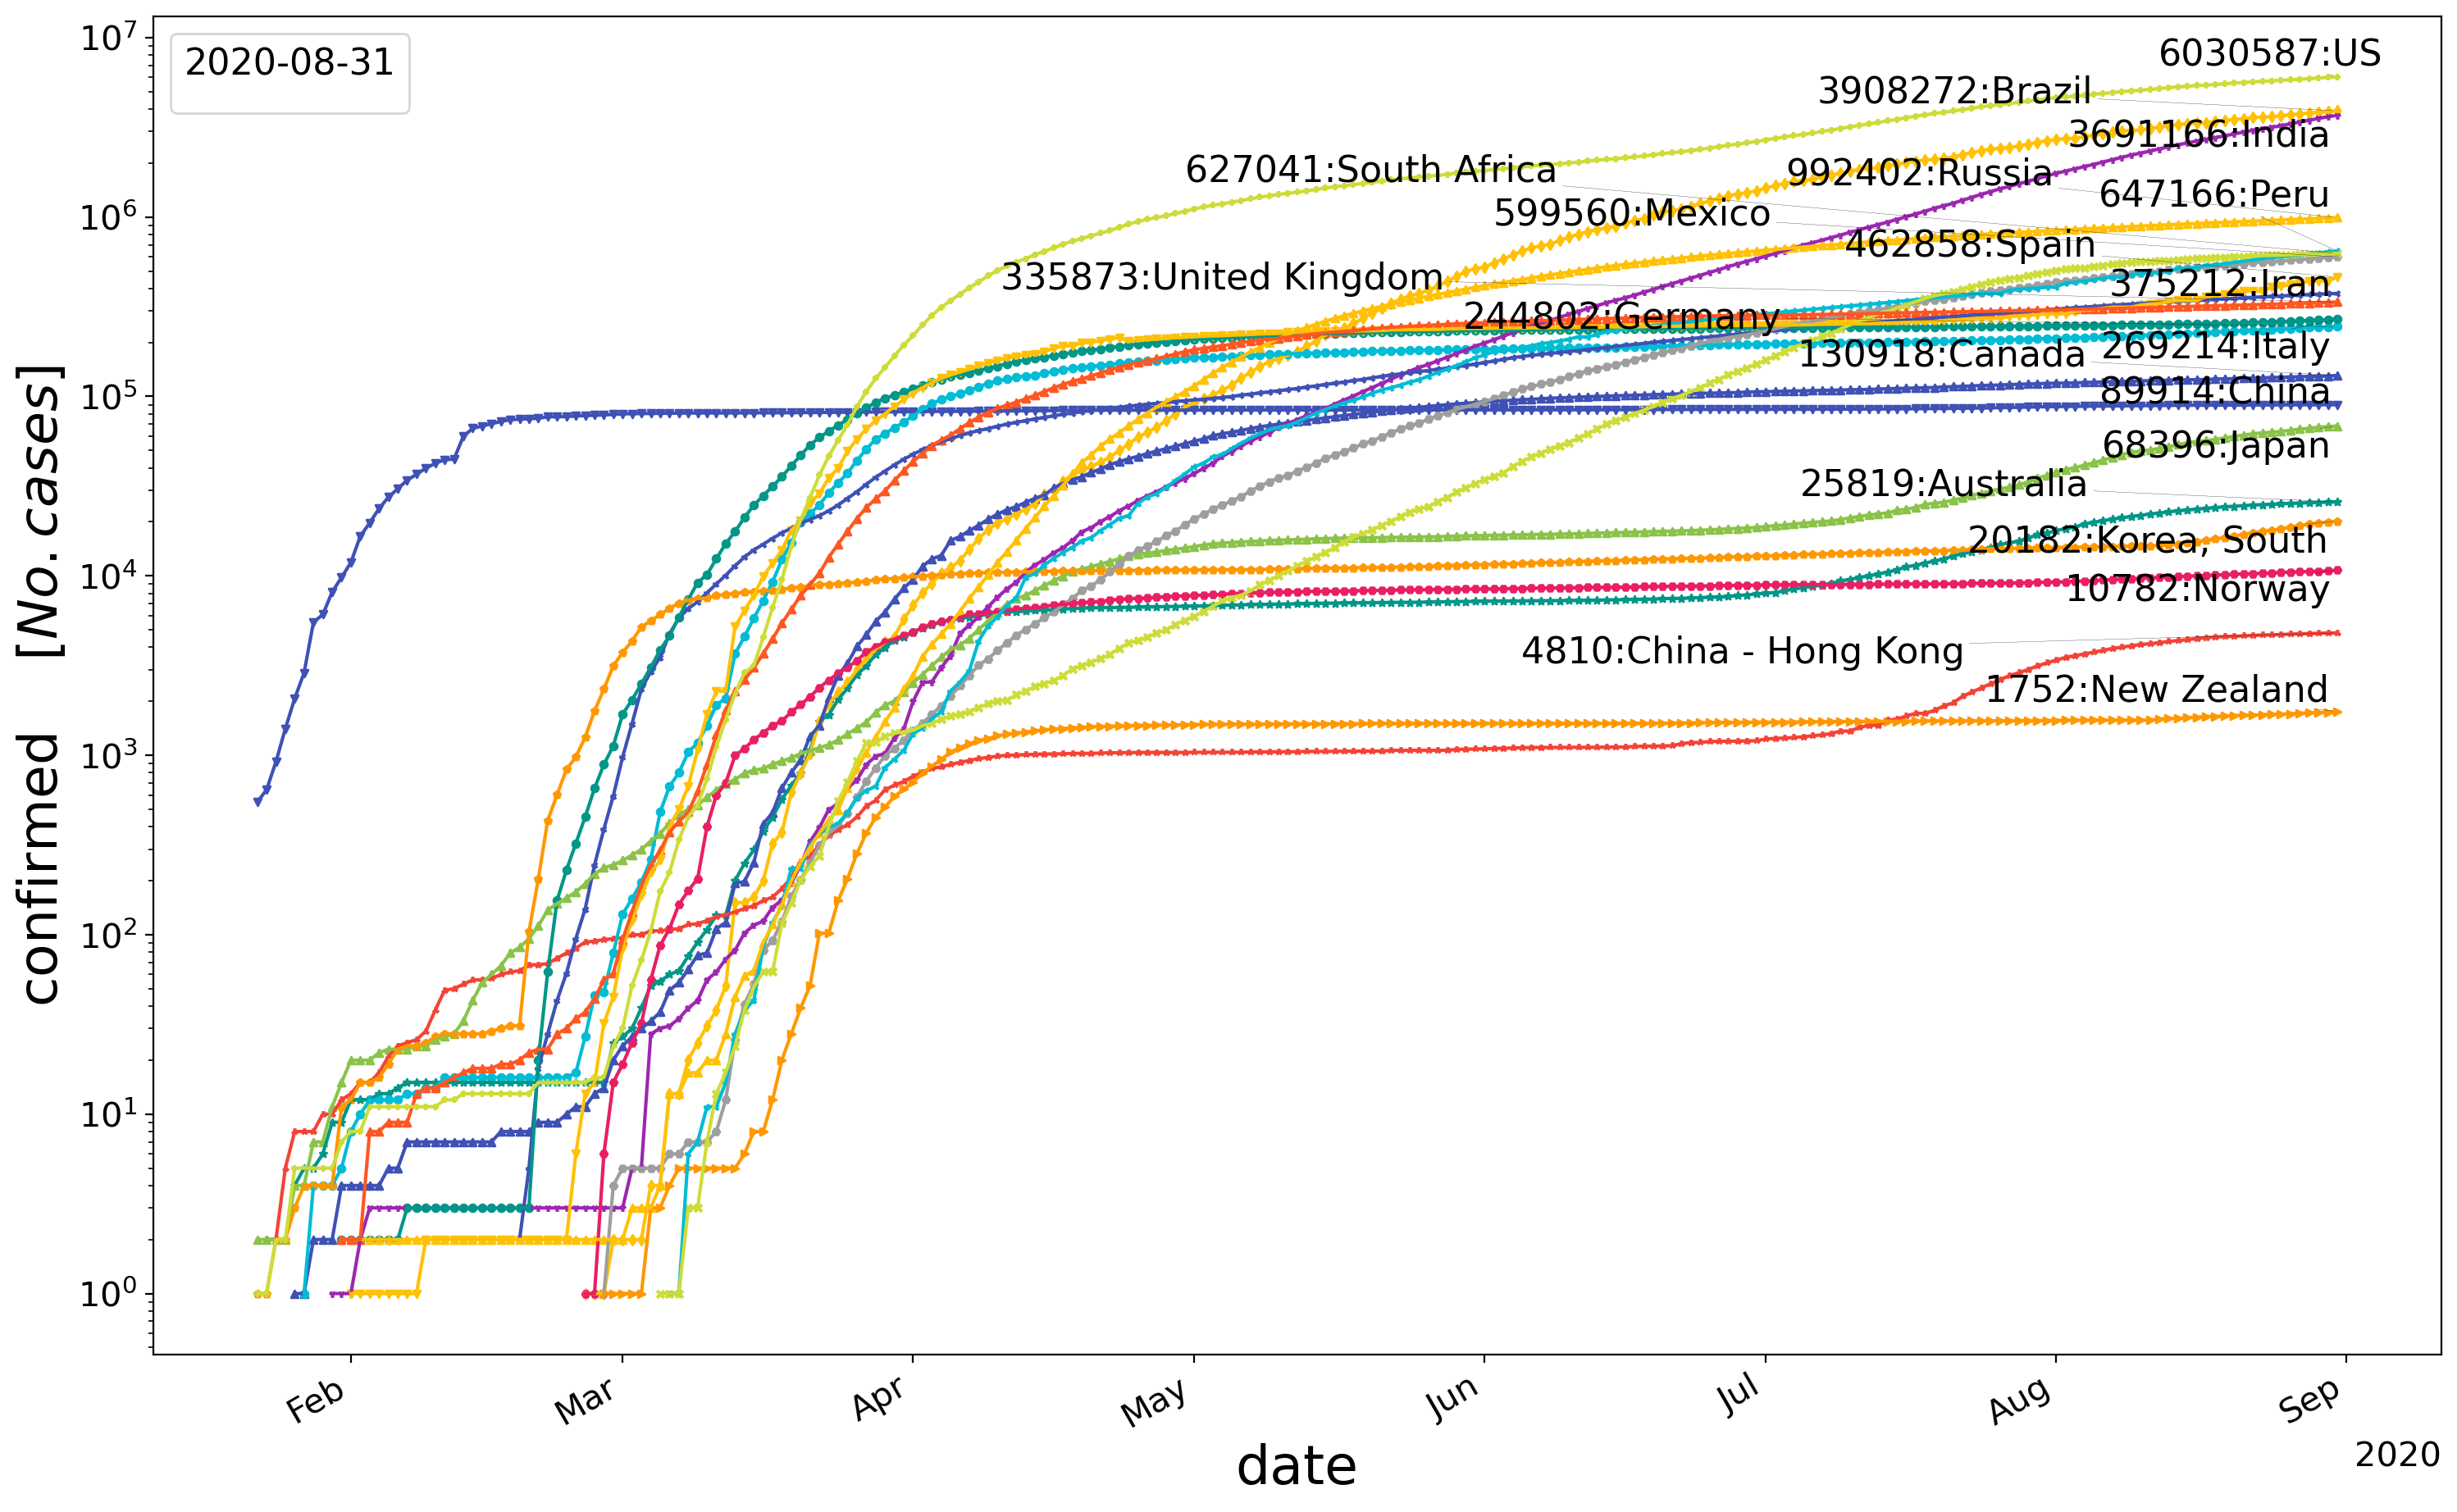 2020-08-31
10^7
10^6
10^5
10^4
10^3
10^2
10^1
10^0
confirmed [No. cases]
6030587:US
3908272:Brazil
3691166:India
627041:South Africa
992402:Russia
647166:Peru
599560:Mexico
462858:Spain
335873:United Kingdom
375212:Iran
244802:Germany
269214:Italy
130918:Canada
89914:China
68396:Japan
25819:Australia
20182:Korea, South
10782:Norway
4810:China - Hong Kong
1752:New Zealand
Feb
Mar
Apr
May
Jun
Jul
Aug
Sep
2020
date